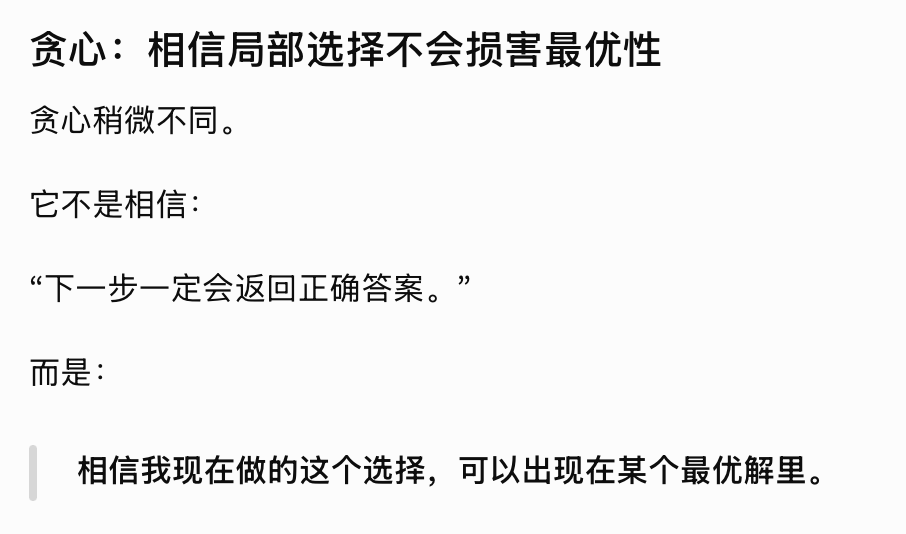 贪心：相信局部选择不会损害最优性
贪心稍微不同。
它不是相信：
“下一步一定会返回正确答案。”
而是：
相信我现在做的这个选择，可以出现在某个最优解里。